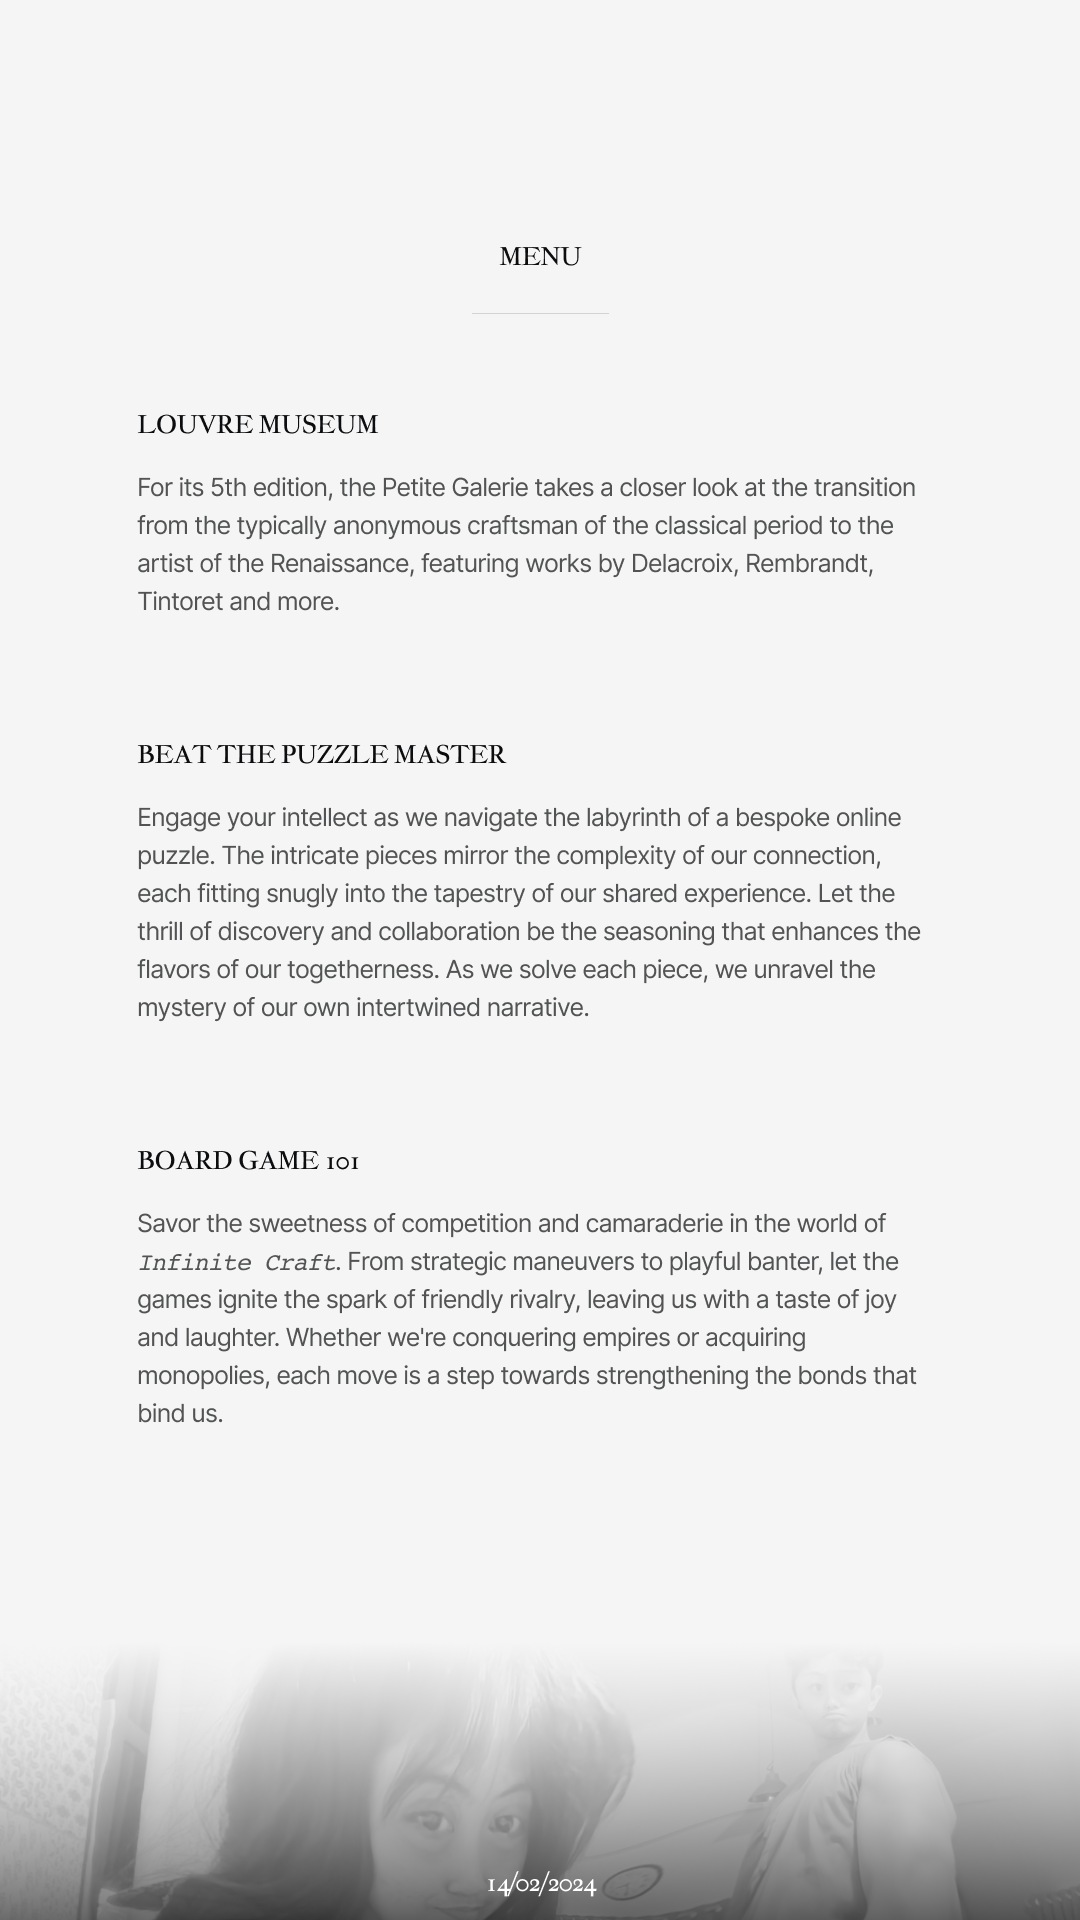 MENU
LOUVRE MUSEUM
For its 5th edition, the Petite Galerie takes a closer look at the transition
from the typically anonymous craftsman of the classical period to the
artist of the Renaissance, featuring works by Delacroix, Rembrandt,
Tintoret and more.
BEAT THE PUZZLE MASTER
Engage your intellect as we navigate the labyrinth of a bespoke online
puzzle. The intricate pieces mirror the complexity of our connection,
each fitting snugly into the tapestry of our shared experience. Let the
thrill of discovery and collaboration be the seasoning that enhances the
flavors of our togetherness. As we solve each piece, we unravel the
mystery of our own intertwined narrative.
BOARD GAME 101
Savor the sweetness of competition and camaraderie in the world of
Infinite Craft. From strategic maneuvers to playful banter, let the
games ignite the spark of friendly rivalry, leaving us with a taste of joy
and laughter. Whether we're conquering empires or acquiring
monopolies, each move is a step towards strengthening the bonds that
bind us.
14/02/2024